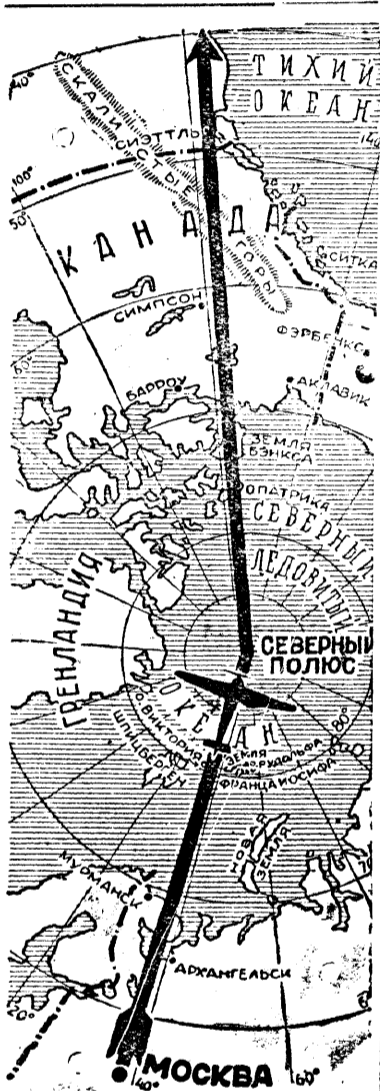 ТИХИЙ
ОКЕАН
40°
140
СКАЛИСТЫЕ
ГОРЫ
СИЭТТЛЬ
100°
50°
КАНАДА
СИТКА
СИМПСОН
ФЭРБЕНКС
60°
БАРРОУ
АКЛАВИК
ЗЕМЛЯ
БЭНКСА
О ПАТРИКА
СЕВЕРНЫЙ
ЛЕДОВИТЫЙ
ОКЕАН
ГРЕНЛАНДИЯ
СЕВЕРНЫЙ
ПОЛЮС
О ВИКТОРИЯ
ШПИЦБЕРГЕН
80°
ЗЕМЛЯ
О. РУДОЛЬФА
ФРАНЦА ИОСИФА
НОВАЯ
ЗЕМЛЯ
МУРМАНСК
АРХАНГЕЛЬСК
20°
МОСКВА
40°
60°